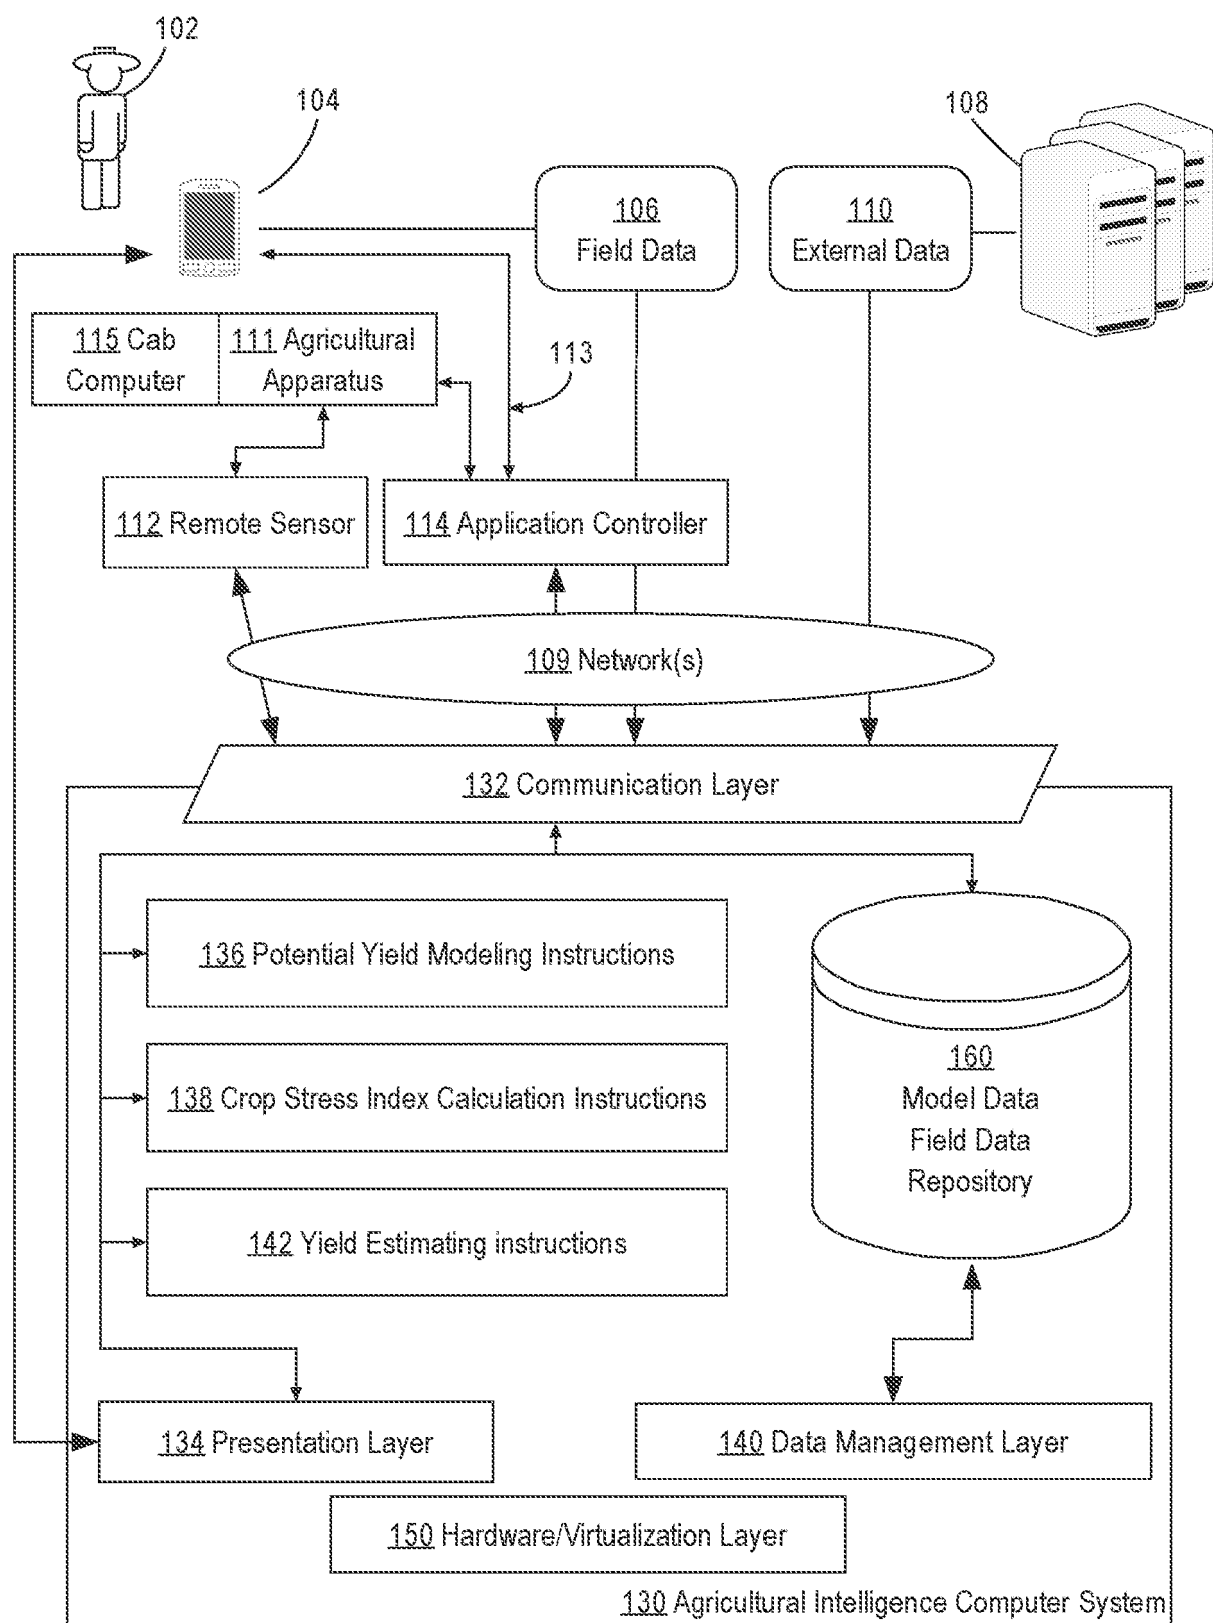 102
104
108
106
Field Data
110
External Data
115 Cab
Computer
111 Agricultural
Apparatus
113
112 Remote Sensor
114 Application Controller
109 Network(s)
132 Communication Layer
136 Potential Yield Modeling Instructions
138 Crop Stress Index Calculation Instructions
142 Yield Estimating instructions
160
Model Data
Field Data
Repository
134 Presentation Layer
140 Data Management Layer
150 Hardware/Virtualization Layer
130 Agricultural Intelligence Computer System